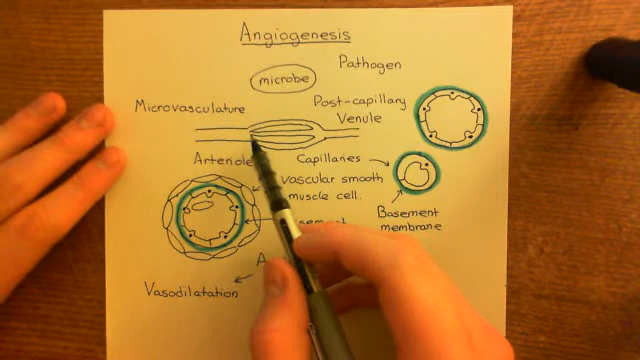 Angiogenesis
Pathogen
microbe
Microvasculature
Post-capillary
Venule
Arteriole
Capillaries
vascular smooth
muscle cell.
Basement
membrane
Vasodilatation